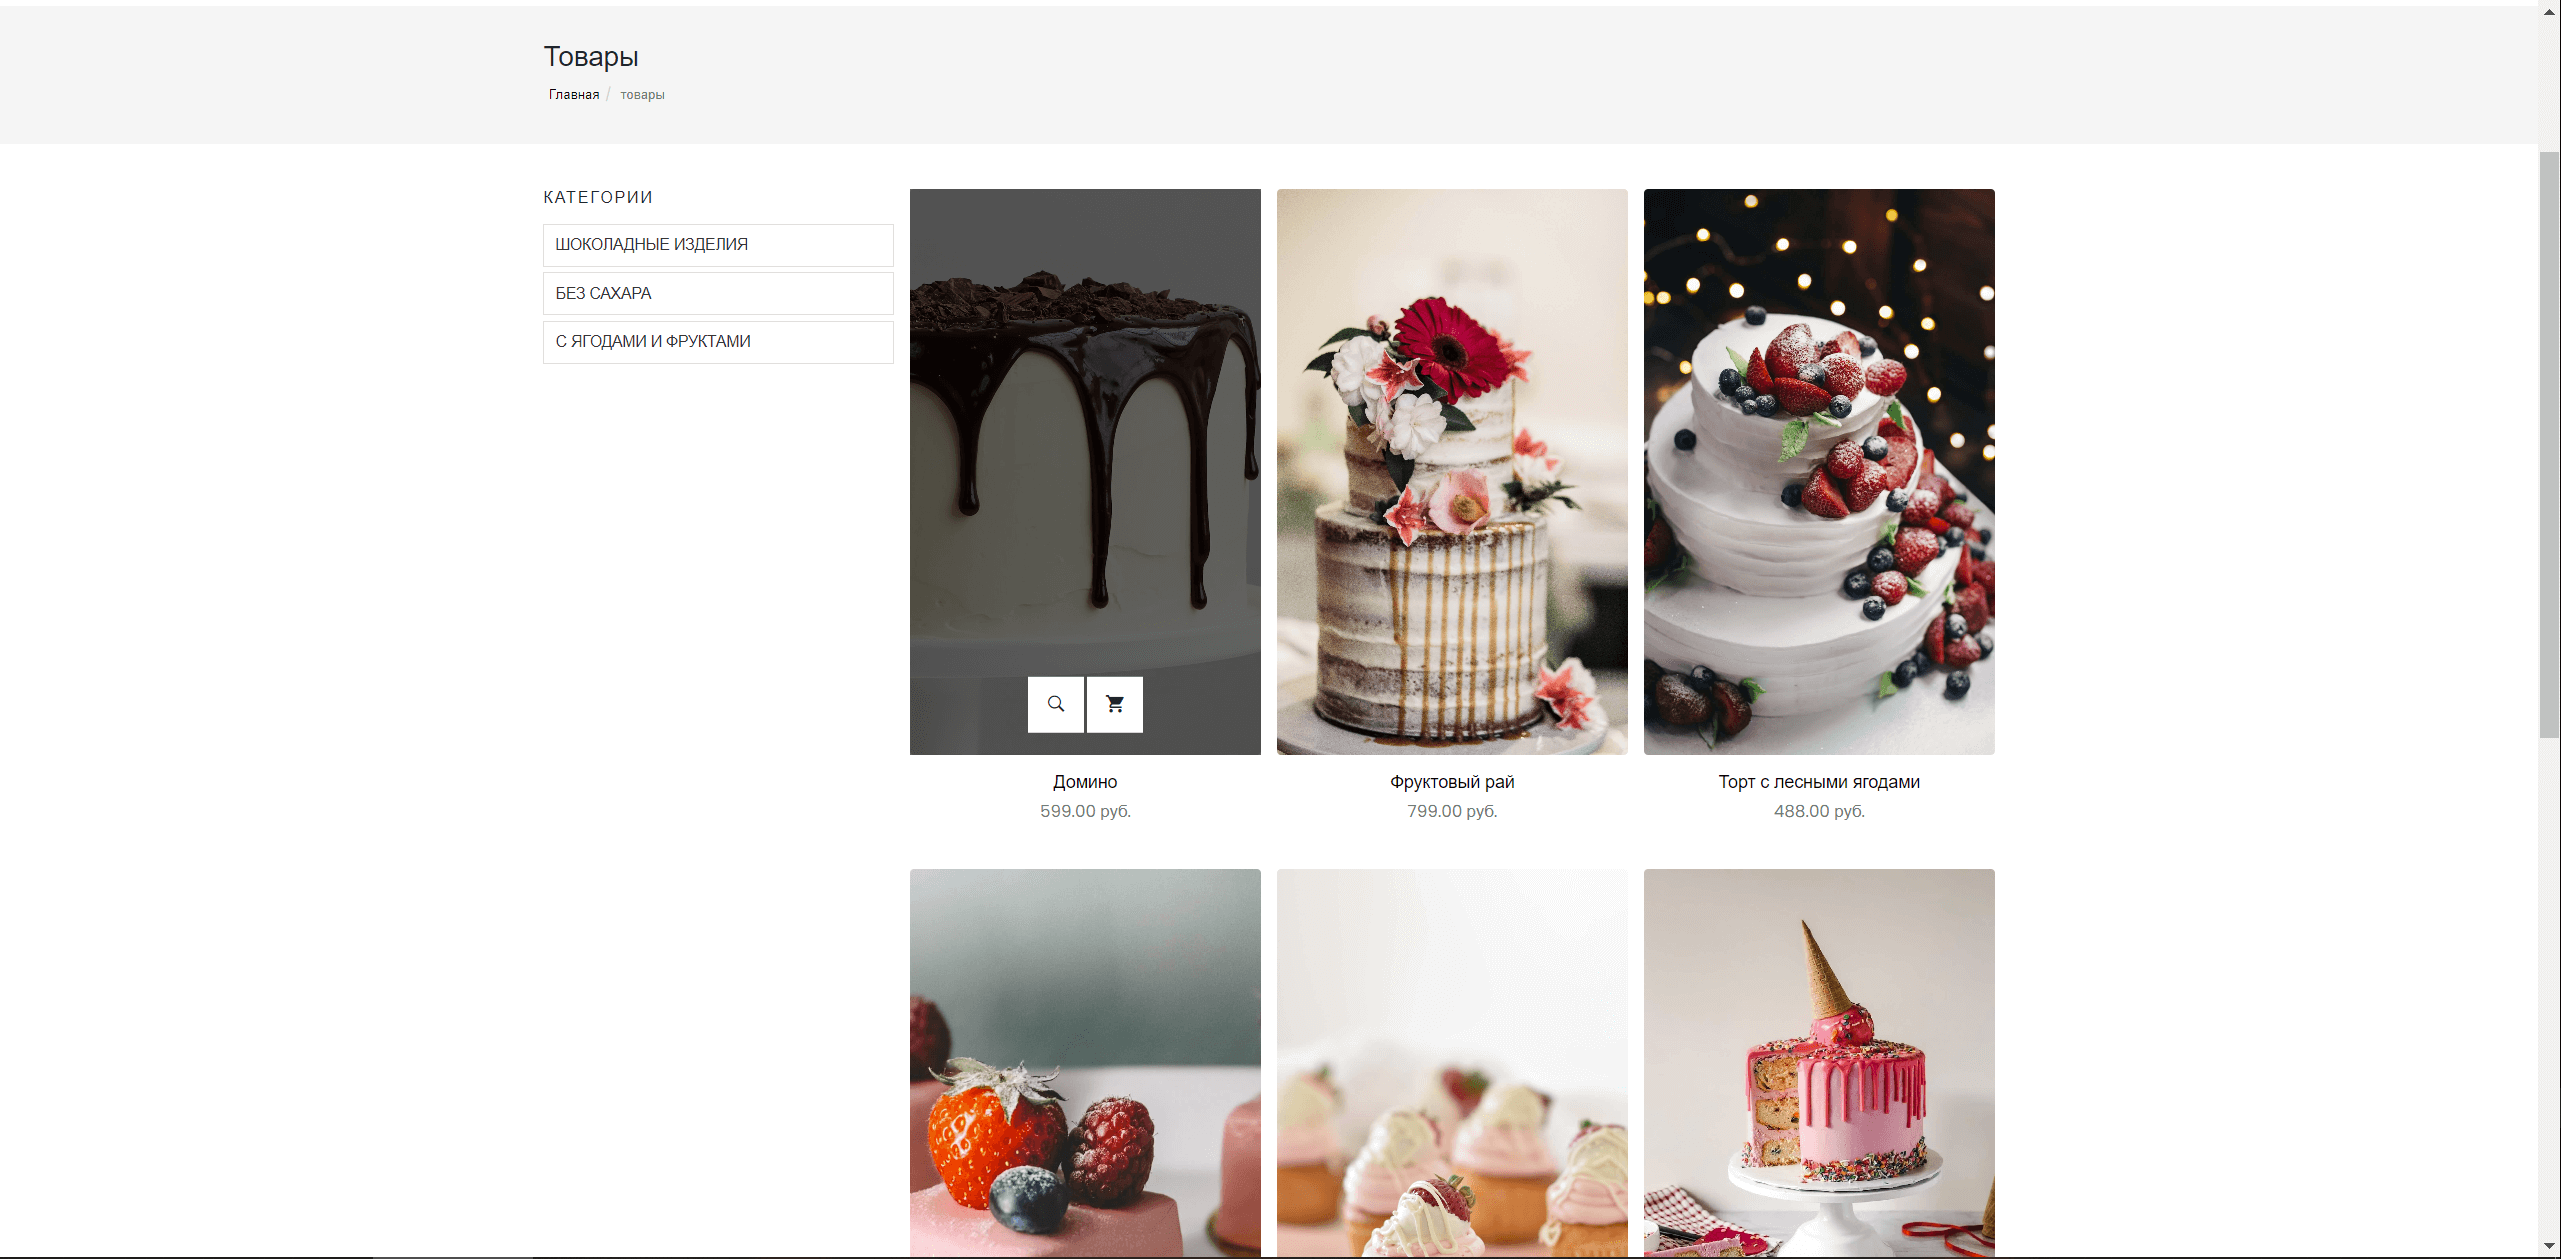 Товары
Главная / товары
КАТЕГОРИИ
ШОКОЛАДНЫЕ ИЗДЕЛИЯ
БЕЗ САХАРА
С ЯГОДАМИ И ФРУКТАМИ
Домино
599.00 руб.
Фруктовый рай
799.00 руб.
Торт с лесными ягодами
488.00 руб.